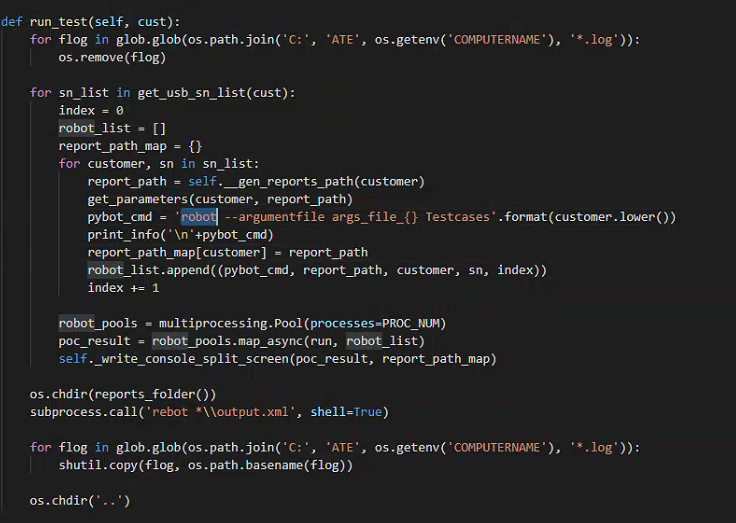 def run_test(self, cust):
    for flog in glob.glob(os.path.join('C:', 'ATE', os.getenv('COMPUTERNAME'), '*.log')):
        os.remove(flog)

    for sn_list in get_usb_sn_list(cust):
        index = 0
        robot_list = []
        report_path_map = {}
        for customer, sn in sn_list:
            report_path = self.__gen_reports_path(customer)
            get_parameters(customer, report_path)
            pybot_cmd = 'robot --argumentfile args_file_{} Testcases'.format(customer.lower())
            print_info('\n'+pybot_cmd)
            report_path_map[customer] = report_path
            robot_list.append((pybot_cmd, report_path, customer, sn, index))
            index += 1

        robot_pools = multiprocessing.Pool(processes=PROC_NUM)
        poc_result = robot_pools.map_async(run, robot_list)
        self._write_console_split_screen(poc_result, report_path_map)

    os.chdir(reports_folder())
    subprocess.call('rebot *\\output.xml', shell=True)

    for flog in glob.glob(os.path.join('C:', 'ATE', os.getenv('COMPUTERNAME'), '*.log')):
        shutil.copy(flog, os.path.basename(flog))

    os.chdir('..')